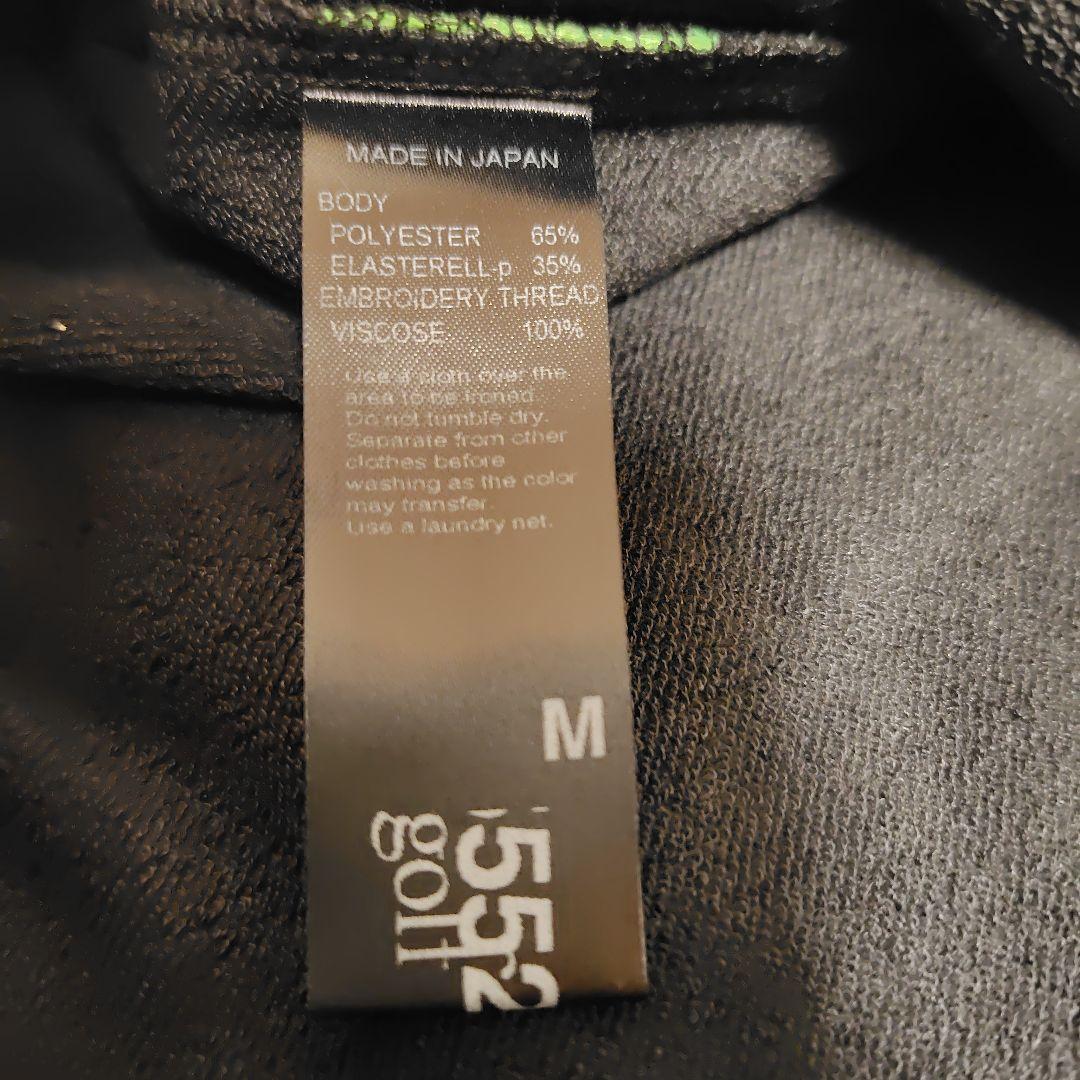 MADE IN JAPAN
BODY
POLYESTER 65%
ELASTERELL-p 35%
EMBROIDERY THREAD
VISCOSE 100%
Use a cloth over the
area to be ironed.
Do not tumble dry.
Separate from other
clothes before
washing as the color
may transfer.
Use a laundry net.
M
552
golf